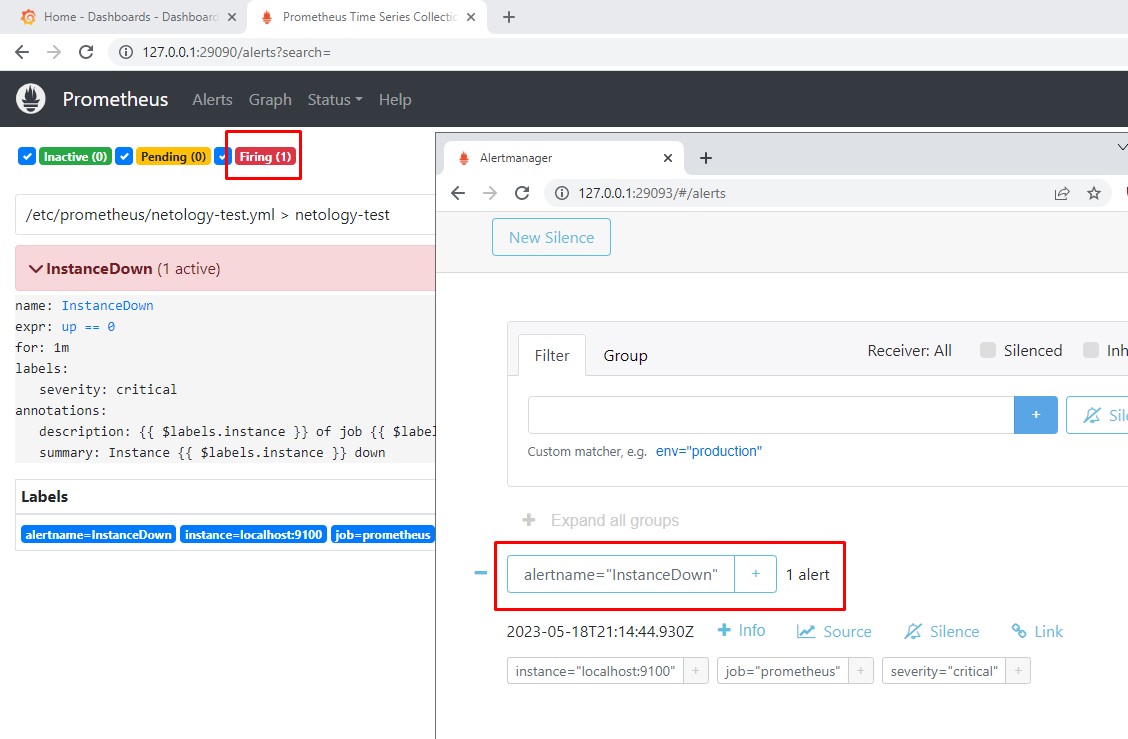 Home - Dashboards - Dashboard
Prometheus Time Series Collectio
127.0.0.1:29090/alerts?search=
Prometheus Alerts Graph Status Help
Inactive (0) Pending (0) Firing (1)
/etc/prometheus/netology-test.yml > netology-test
InstanceDown (1 active)
name: InstanceDown
expr: up == 0
for: 1m
labels:
severity: critical
annotations:
description: {{ $labels.instance }} of job {{ $label
summary: Instance {{ $labels.instance }} down
Labels
alertname=InstanceDown instance=localhost:9100 job=prometheus
Alertmanager
127.0.0.1:29093/#/alerts
New Silence
Filter Group Receiver: All Silenced Inh
+ Sile
Custom matcher, e.g. env="production"
+ Expand all groups
alertname="InstanceDown" + 1 alert
2023-05-18T21:14:44.930Z + Info Source Silence Link
instance="localhost:9100" + job="prometheus" + severity="critical" +